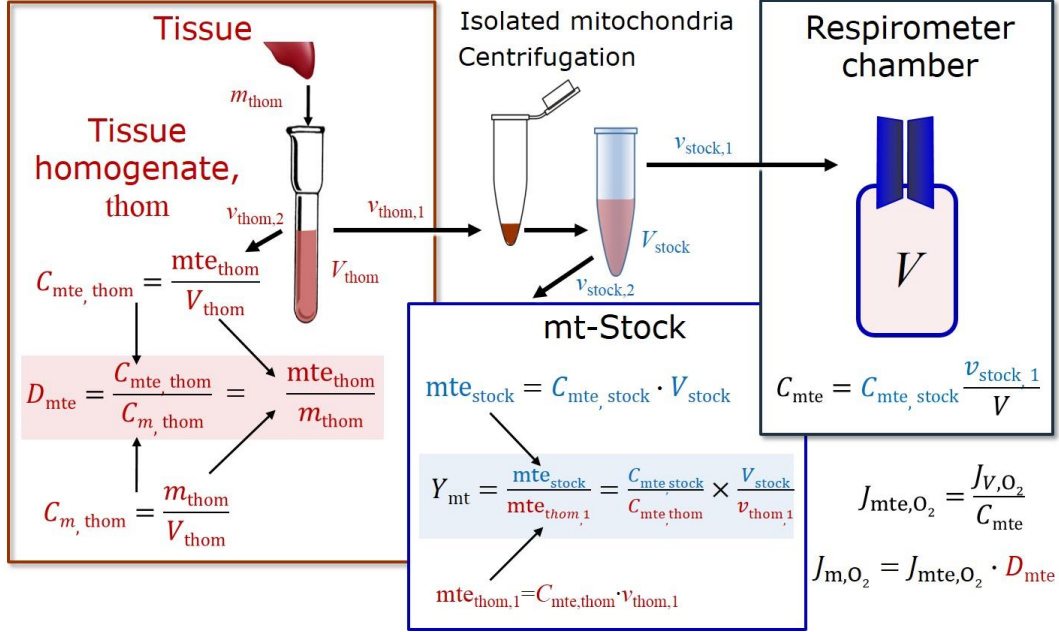 Tissue
m_thom
Tissue
homogenate,
thom
v_thom,2
v_thom,1
V_thom
C_mte, thom = mte_thom / V_thom
D_mte = C_mte, thom / C_m, thom = mte_thom / m_thom
C_m, thom = m_thom / V_thom
Isolated mitochondria
Centrifugation
v_stock,1
V_stock
v_stock,2
mt-Stock
mte_stock = C_mte, stock · V_stock
Y_mt = mte_stock / mte_thom,1 = C_mte,stock / C_mte,thom × V_stock / v_thom,1
mte_thom,1=C_mte,thom·v_thom,1
Respirometer
chamber
V
C_mte = C_mte, stock v_stock, 1 / V
J_mte,O₂ = J_V,O₂ / C_mte
J_m,O₂ = J_mte,O₂ · D_mte